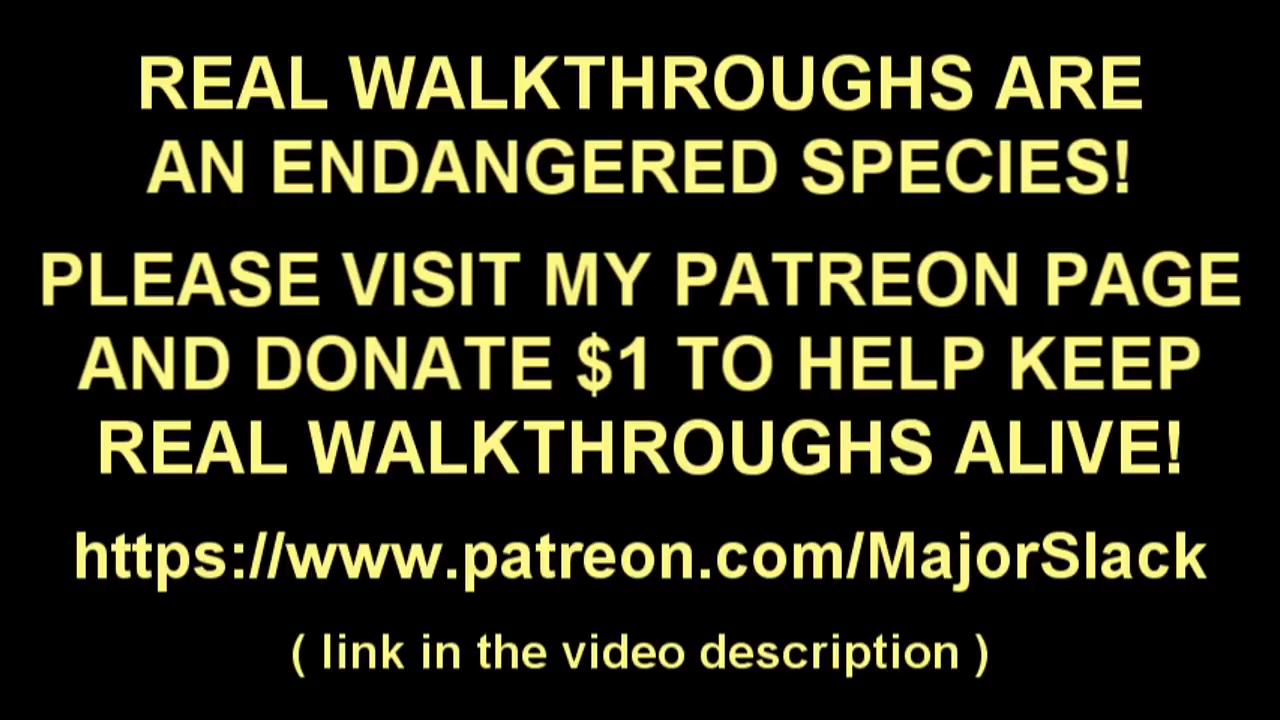 REAL WALKTHROUGHS ARE
AN ENDANGERED SPECIES!
PLEASE VISIT MY PATREON PAGE
AND DONATE $1 TO HELP KEEP
REAL WALKTHROUGHS ALIVE!
https://www.patreon.com/MajorSlack
( link in the video description )